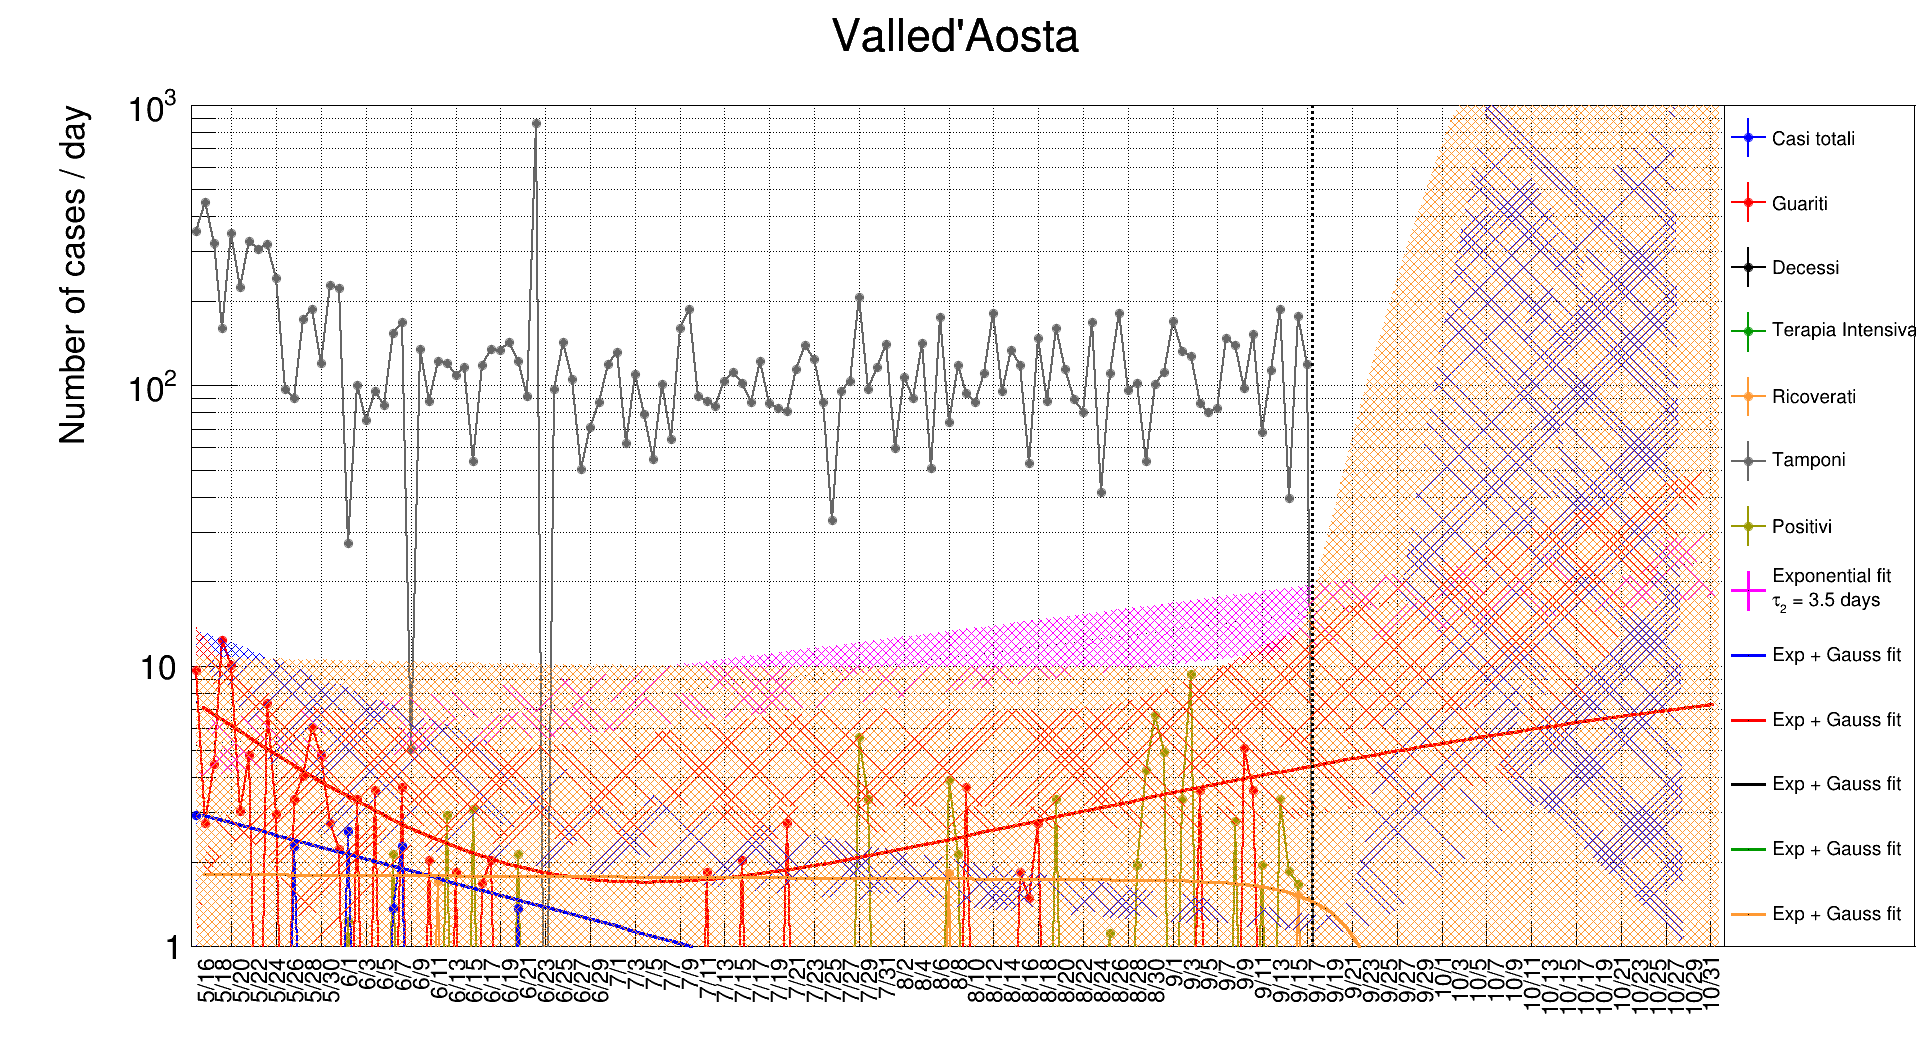 Valled'Aosta
Number of cases / day
10³
10²
10
1
5/16 5/18 5/20 5/22 5/24 5/26 5/28 5/30 6/1 6/3 6/5 6/7 6/9 6/11 6/13 6/15 6/17 6/19 6/21 6/23 6/25 6/27 6/29 7/1 7/3 7/5 7/7 7/9 7/11 7/13 7/15 7/17 7/19 7/21 7/23 7/25 7/27 7/29 7/31 8/2 8/4 8/6 8/8 8/10 8/12 8/14 8/16 8/18 8/20 8/22 8/24 8/26 8/28 8/30 9/1 9/3 9/5 9/7 9/9 9/11 9/13 9/15 9/17 9/19 9/21 9/23 9/25 9/27 9/29 10/1 10/3 10/5 10/7 10/9 10/11 10/13 10/15 10/17 10/19 10/21 10/23 10/25 10/27 10/29 10/31
Casi totali
Guariti
Decessi
Terapia Intensiva
Ricoverati
Tamponi
Positivi
Exponential fit
τ₂ = 3.5 days
Exp + Gauss fit
Exp + Gauss fit
Exp + Gauss fit
Exp + Gauss fit
Exp + Gauss fit